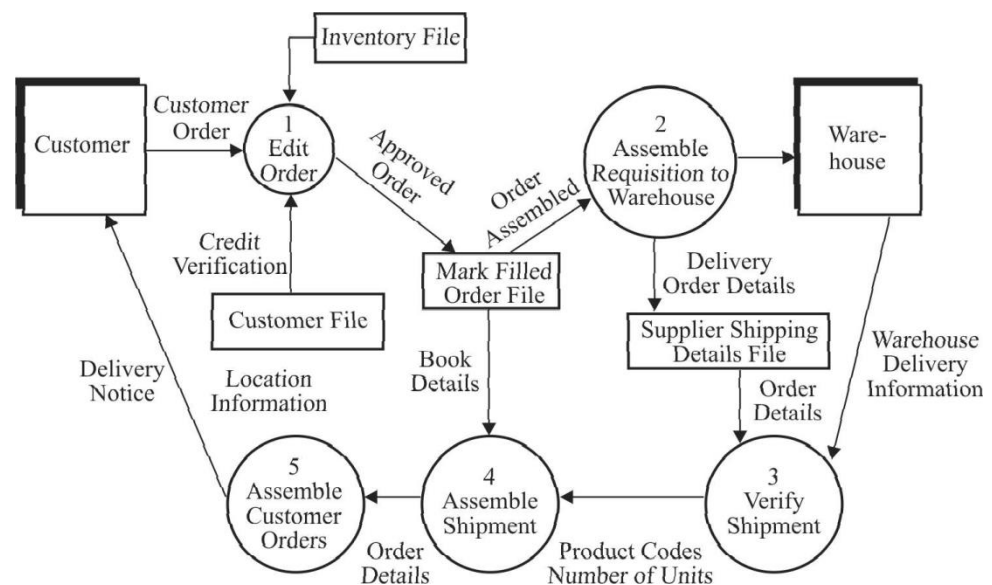 Inventory File
Customer
Customer
Order
1
Edit
Order
Approved
Order
Order
Assembled
2
Assemble
Requisition to
Warehouse
Ware-
house
Credit
Verification
Mark Filled
Order File
Delivery
Order Details
Customer File
Supplier Shipping
Details File
Delivery
Notice
Location
Information
Book
Details
Order
Details
Warehouse
Delivery
Information
5
Assemble
Customer
Orders
4
Assemble
Shipment
3
Verify
Shipment
Order
Details
Product Codes
Number of Units